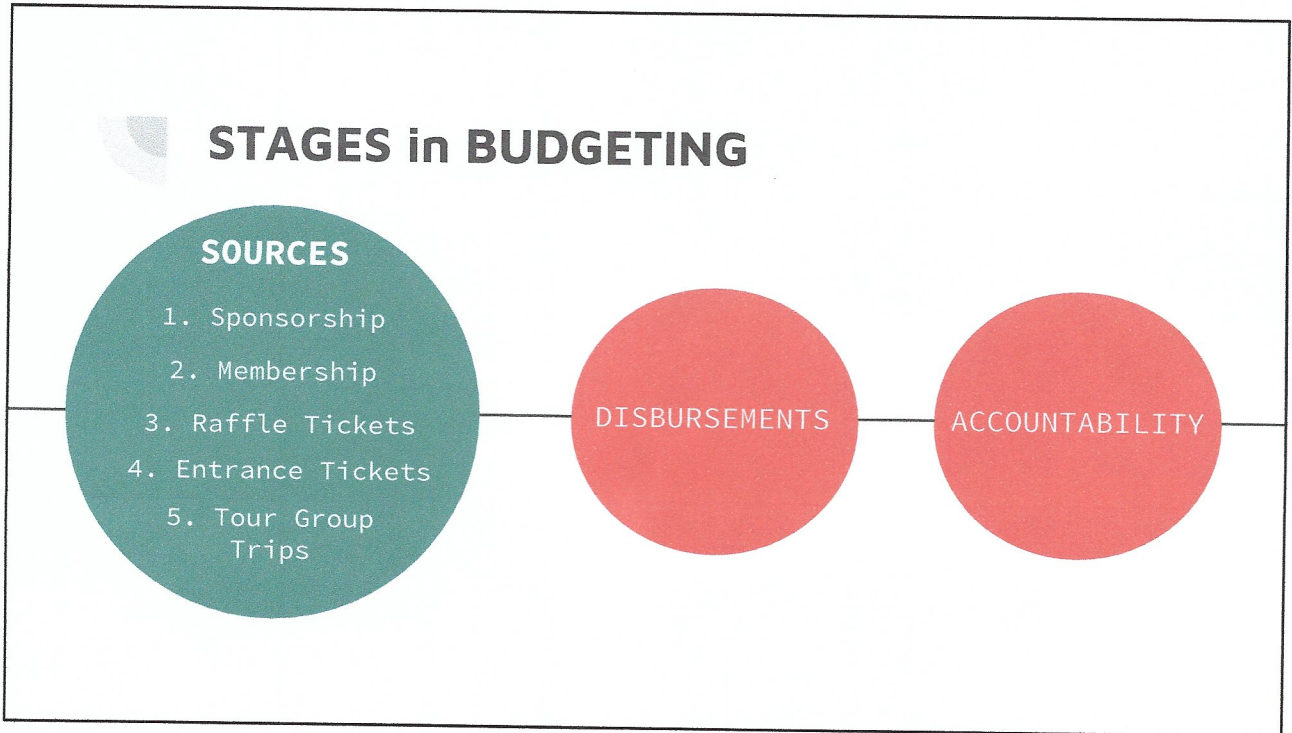 STAGES in BUDGETING
SOURCES
1. Sponsorship
2. Membership
3. Raffle Tickets
4. Entrance Tickets
5. Tour Group
Trips
DISBURSEMENTS
ACCOUNTABILITY